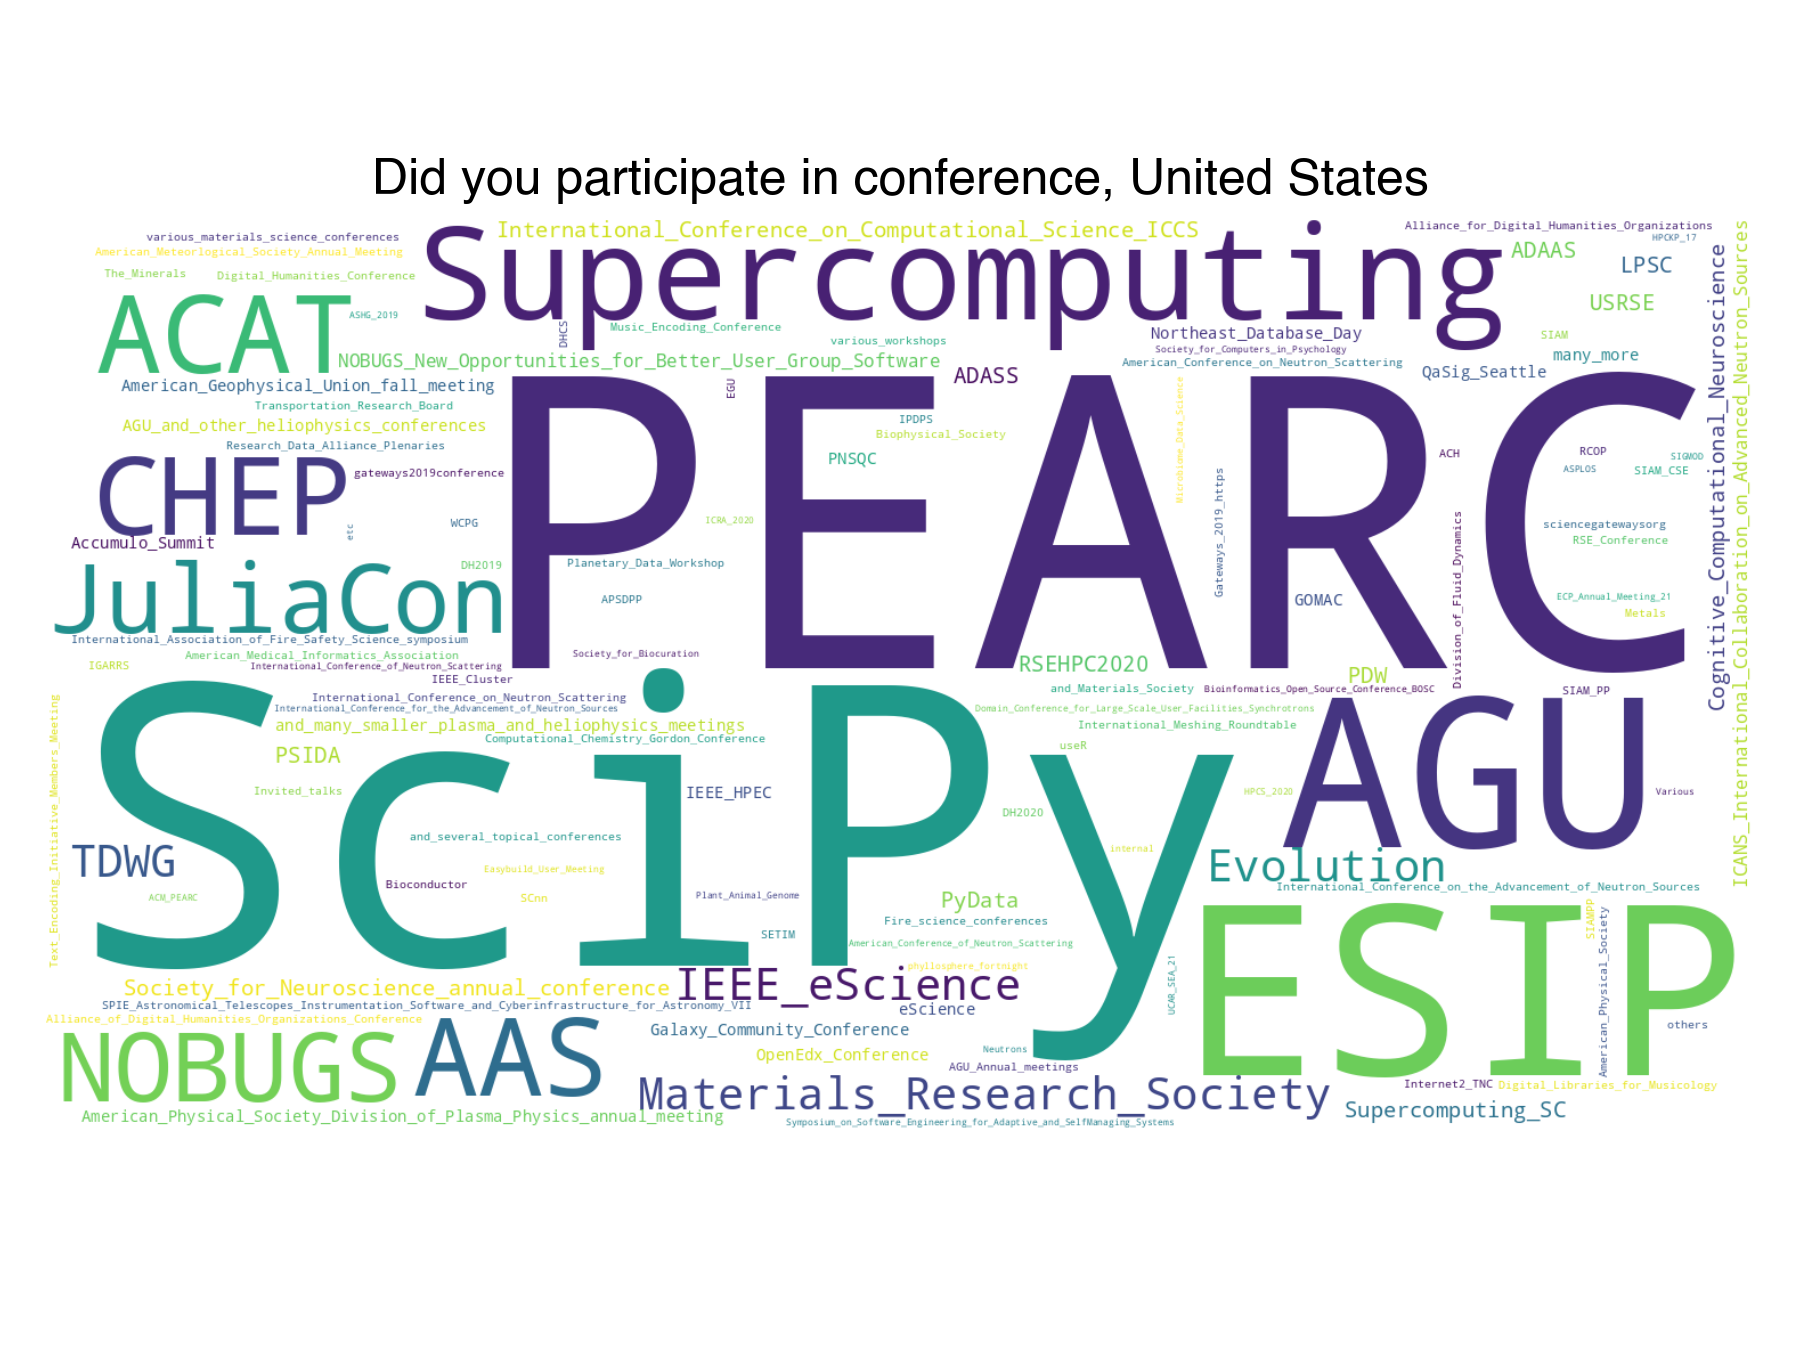 Did you participate in conference, United States
various_materials_science_conferences
American_Meteorlogical_Society_Annual_Meeting
The_Minerals
Digital_Humanities_Conference
International_Conference_on_Computational_Science_ICCS
Supercomputing
Alliance_for_Digital_Humanities_Organizations
HPCKP_17
ADAAS
LPSC
USRSE
ACAT
ASHG_2019
DHCS
Music_Encoding_Conference
various_workshops
Northeast_Database_Day
Society_for_Computers_in_Psychology
SIAM
many_more
NOBUGS_New_Opportunities_for_Better_User_Group_Software
American_Conference_on_Neutron_Scattering
QaSig_Seattle
Cognitive_Computational_Neuroscience
ICANS_International_Collaboration_on_Advanced_Neutron_Sources
American_Geophysical_Union_fall_meeting
EGU
ADASS
Transportation_Research_Board
AGU_and_other_heliophysics_conferences
Research_Data_Alliance_Plenaries
IPDPS
Biophysical_Society
Microbiome_Data_Science
PEARC
PNSQC
ACH
RCOP
SIGMOD
ASPLOS
SIAM_CSE
CHEP
gateways2019conference
etc
WCPG
ICRA_2020
Gateways_2019_https
sciencegatewaysorg
RSE_Conference
Accumulo_Summit
DH2019
Planetary_Data_Workshop
Division_of_Fluid_Dynamics
JuliaCon
APSDPP
GOMAC
ECP_Annual_Meeting_21
Metals
International_Association_of_Fire_Safety_Science_symposium
American_Medical_Informatics_Association
IGARRS
International_Conference_of_Neutron_Scattering
Society_for_Biocuration
RSEHPC2020
PDW
IEEE_Cluster
and_Materials_Society
Bioinformatics_Open_Source_Conference_BOSC
SIAM_PP
International_Conference_on_Neutron_Scattering
International_Conference_for_the_Advancement_of_Neutron_Sources
Domain_Conference_for_Large_Scale_User_Facilities_Synchrotrons
and_many_smaller_plasma_and_heliophysics_meetings
International_Meshing_Roundtable
Computational_Chemistry_Gordon_Conference
useR
PSIDA
SciPy
AGU
Text_Encoding_Initiative_Members_Meeting
Invited_talks
IEEE_HPEC
HPCS_2020
Various
DH2020
and_several_topical_conferences
internal
TDWG
Easybuild_User_Meeting
Evolution
Bioconductor
International_Conference_on_the_Advancement_of_Neutron_Sources
ACM_PEARC
SCnn
Plant_Animal_Genome
PyData
Fire_science_conferences
SETIM
American_Conference_of_Neutron_Scattering
ESIP
SIAMPP
American_Physical_Society
phyllosphere_fortnight
UCAR_SEA_21
Society_for_Neuroscience_annual_conference
IEEE_eScience
SPIE_Astronomical_Telescopes_Instrumentation_Software_and_Cyberinfrastructure_for_Astronomy_VII
eScience
Alliance_of_Digital_Humanities_Organizations_Conference
Galaxy_Community_Conference
others
NOBUGS
AAS
OpenEdx_Conference
Neutrons
AGU_Annual_meetings
Internet2_TNC
Digital_Libraries_for_Musicology
Materials_Research_Society
Supercomputing_SC
American_Physical_Society_Division_of_Plasma_Physics_annual_meeting
Symposium_on_Software_Engineering_for_Adaptive_and_SelfManaging_Systems